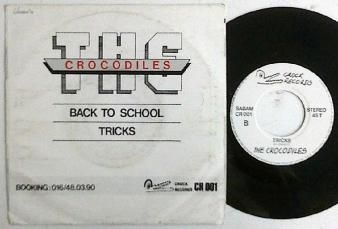 THE
CROCODILES
BACK TO SCHOOL
TRICKS
BOOKING: 016/48.03.90
CROCK
RECORDS
CR 001
CROCK
RECORDS
SABAM
CR 001
B
STEREO
45 T
TRICKS
THE CROCODILES